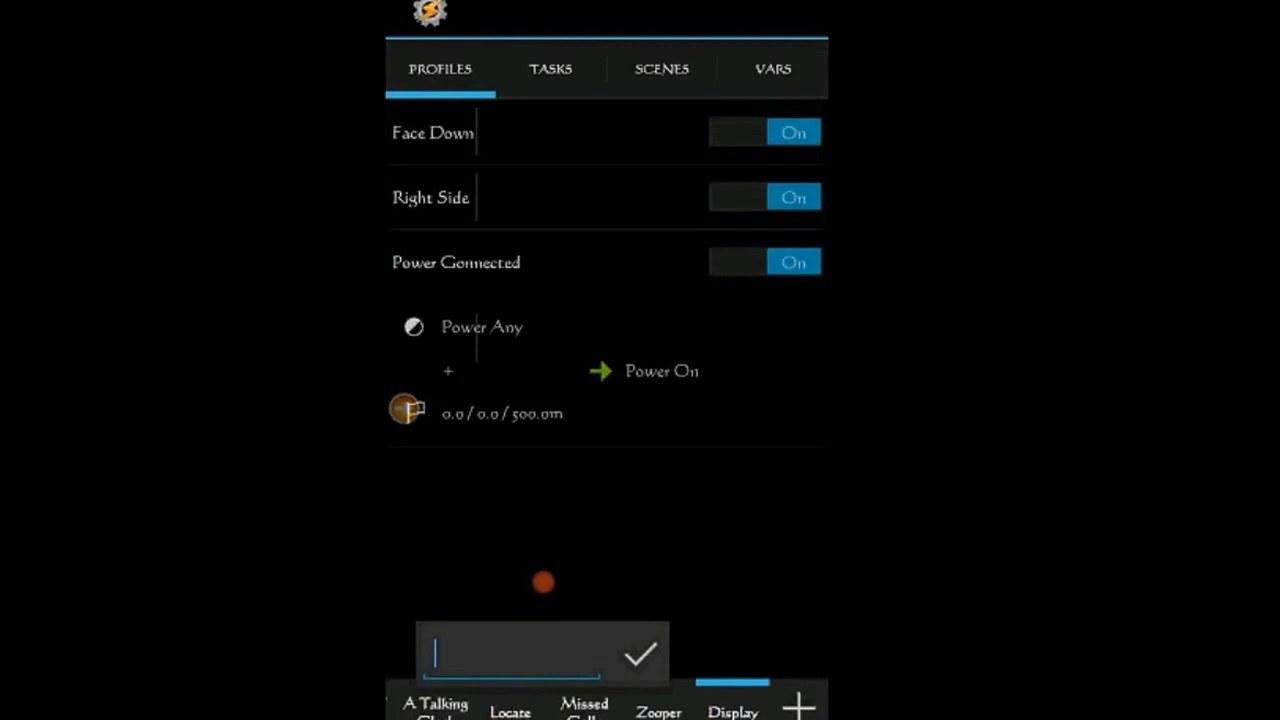 PROFILES TASKS SCENES VARS
Face Down On
Right Side On
Power Connected On
Power Any
+ Power On
0.0 / 0.0 / 500.0m
A Talking
Locate
Missed
Zooper
Display